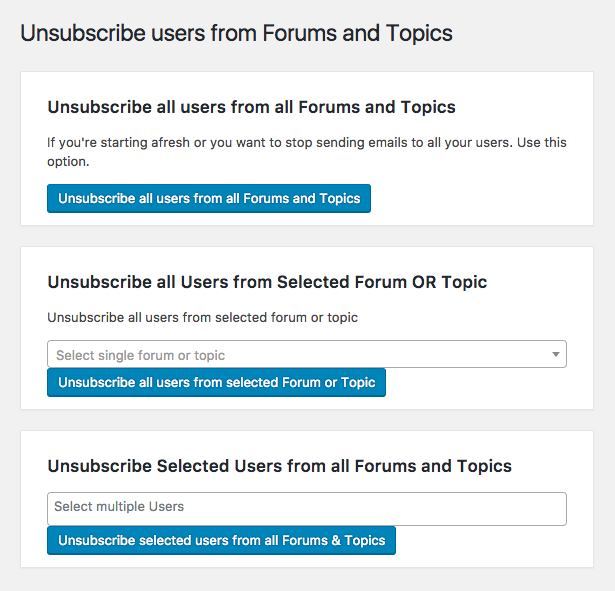 Unsubscribe users from Forums and Topics
Unsubscribe all users from all Forums and Topics
If you're starting afresh or you want to stop sending emails to all your users. Use this
option.
Unsubscribe all users from all Forums and Topics
Unsubscribe all Users from Selected Forum OR Topic
Unsubscribe all users from selected forum or topic
Select single forum or topic
Unsubscribe all users from selected Forum or Topic
Unsubscribe Selected Users from all Forums and Topics
Select multiple Users
Unsubscribe selected users from all Forums & Topics